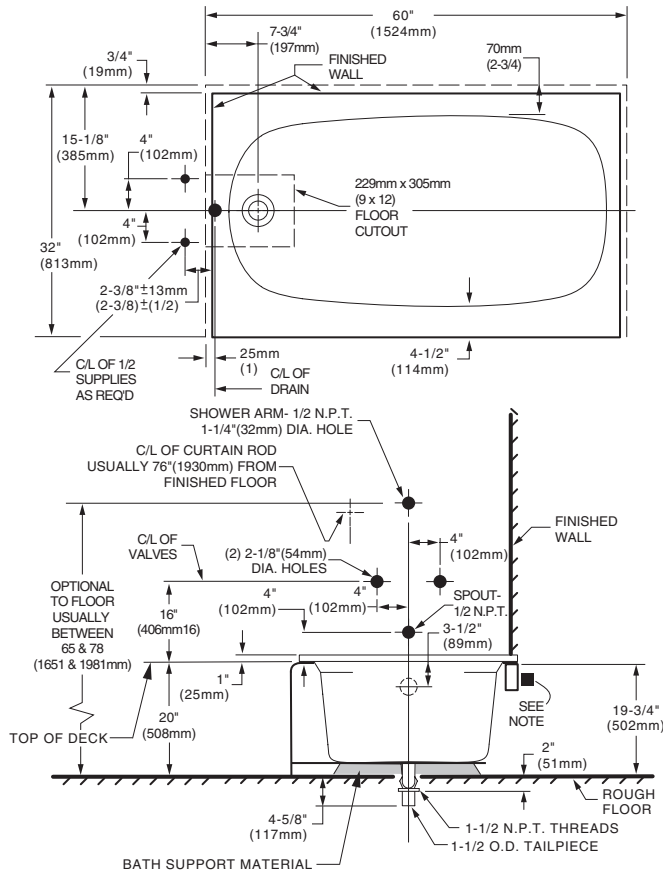 60"
(1524mm)
7-3/4"
(197mm)
3/4"
(19mm)
FINISHED
WALL
70mm
(2-3/4)
15-1/8"
(385mm)
4"
(102mm)
229mm x 305mm
(9 x 12)
FLOOR
CUTOUT
4"
(102mm)
32"
(813mm)
2-3/8"±13mm
(2-3/8)±(1/2)
25mm
(1)
4-1/2"
(114mm)
C/L OF 1/2
SUPPLIES
AS REQ'D
C/L OF
DRAIN
SHOWER ARM- 1/2 N.P.T.
1-1/4"(32mm) DIA. HOLE
C/L OF CURTAIN ROD
USUALLY 76"(1930mm) FROM
FINISHED FLOOR
FINISHED
WALL
C/L OF
VALVES
(2) 2-1/8"(54mm)
DIA. HOLES
4"
(102mm)
OPTIONAL
TO FLOOR
USUALLY
BETWEEN
65 & 78
(1651 & 1981mm)
16"
(406mm16)
4"
(102mm)
4"
(102mm)
SPOUT-
1/2 N.P.T.
3-1/2"
(89mm)
1"
(25mm)
TOP OF DECK
20"
(508mm)
SEE
NOTE
19-3/4"
(502mm)
2"
(51mm)
ROUGH
FLOOR
4-5/8"
(117mm)
1-1/2 N.P.T. THREADS
1-1/2 O.D. TAILPIECE
BATH SUPPORT MATERIAL